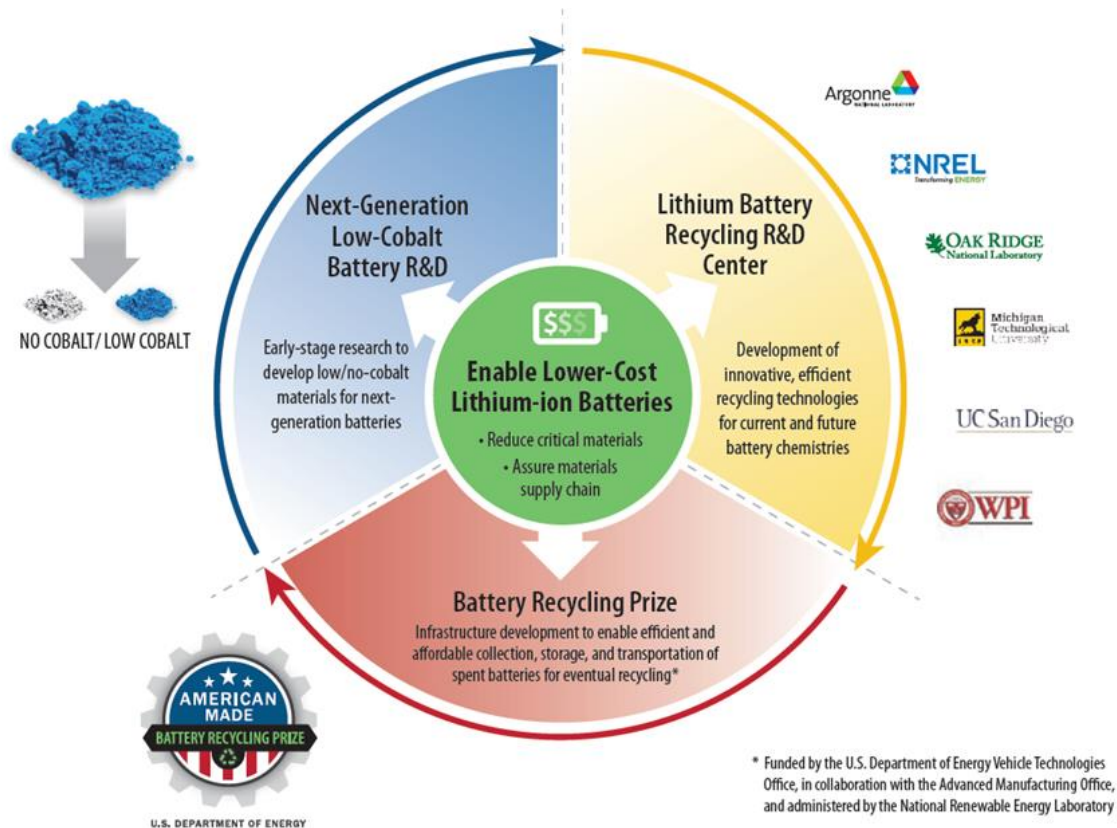 NO COBALT/ LOW COBALT
Next-Generation
Low-Cobalt
Battery R&D
Early-stage research to
develop low/no-cobalt
materials for next-
generation batteries
Lithium Battery
Recycling R&D
Center
Development of
innovative, efficient
recycling technologies
for current and future
battery chemistries
$$$
Enable Lower-Cost
Lithium-ion Batteries
• Reduce critical materials
• Assure materials
supply chain
Battery Recycling Prize
Infrastructure development to enable efficient and
affordable collection, storage, and transportation of
spent batteries for eventual recycling*
Argonne
NATIONAL LABORATORY
NREL
Transforming ENERGY
OAK RIDGE
National Laboratory
Michigan
Technological
University
1885
UC San Diego
WPI
AMERICAN
MADE
BATTERY RECYCLING PRIZE
U.S. DEPARTMENT OF ENERGY
* Funded by the U.S. Department of Energy Vehicle Technologies
Office, in collaboration with the Advanced Manufacturing Office,
and administered by the National Renewable Energy Laboratory